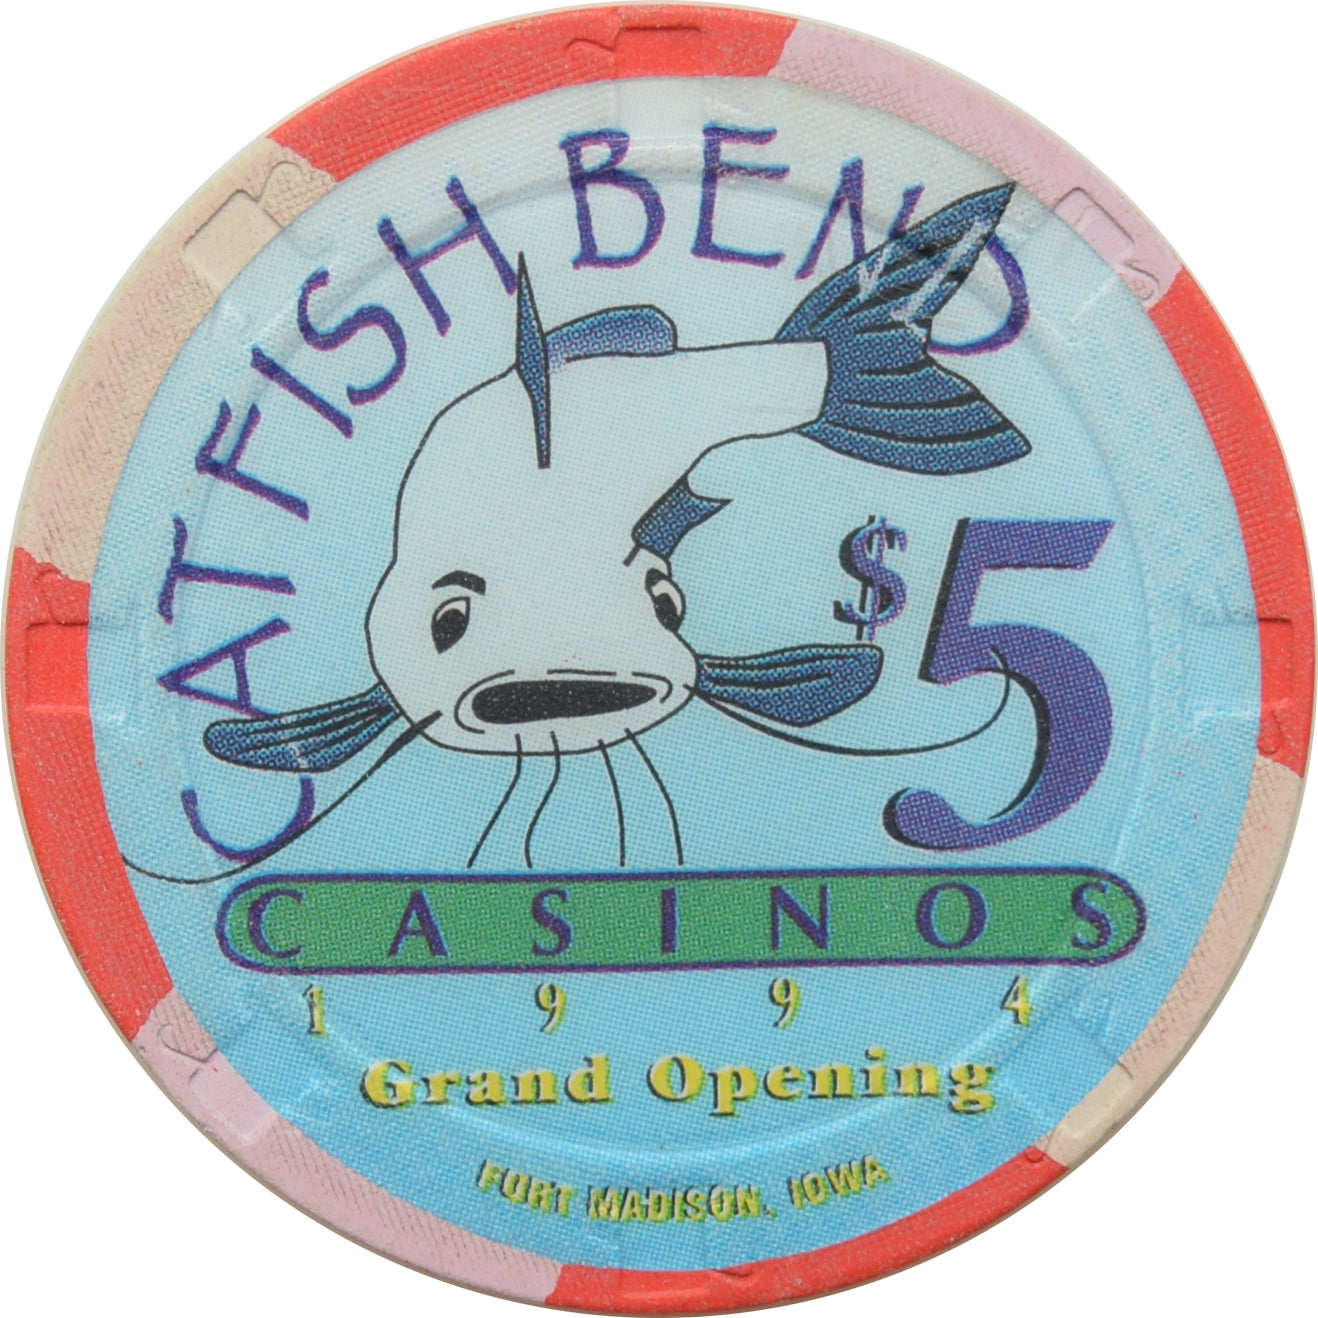 CATFISH BEND
$5
CASINOS
1994
Grand Opening
FORT MADISON, IOWA